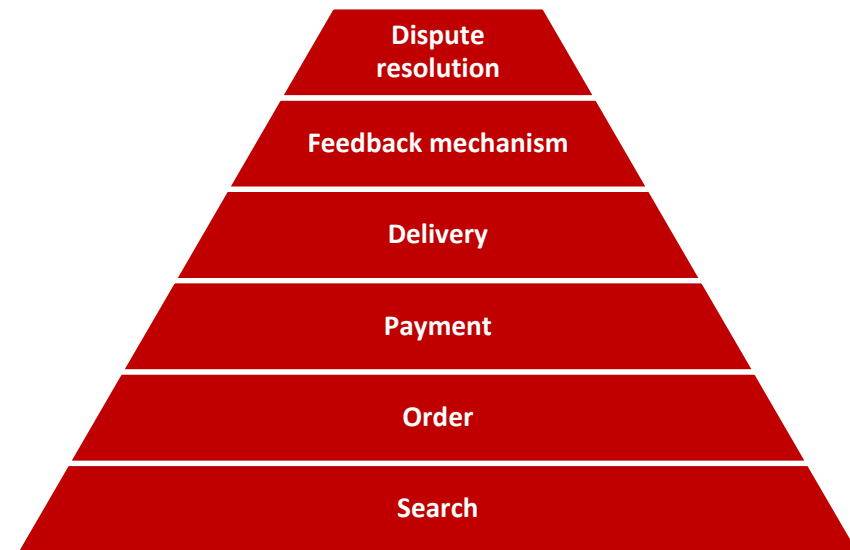 Dispute
resolution
Feedback mechanism
Delivery
Payment
Order
Search